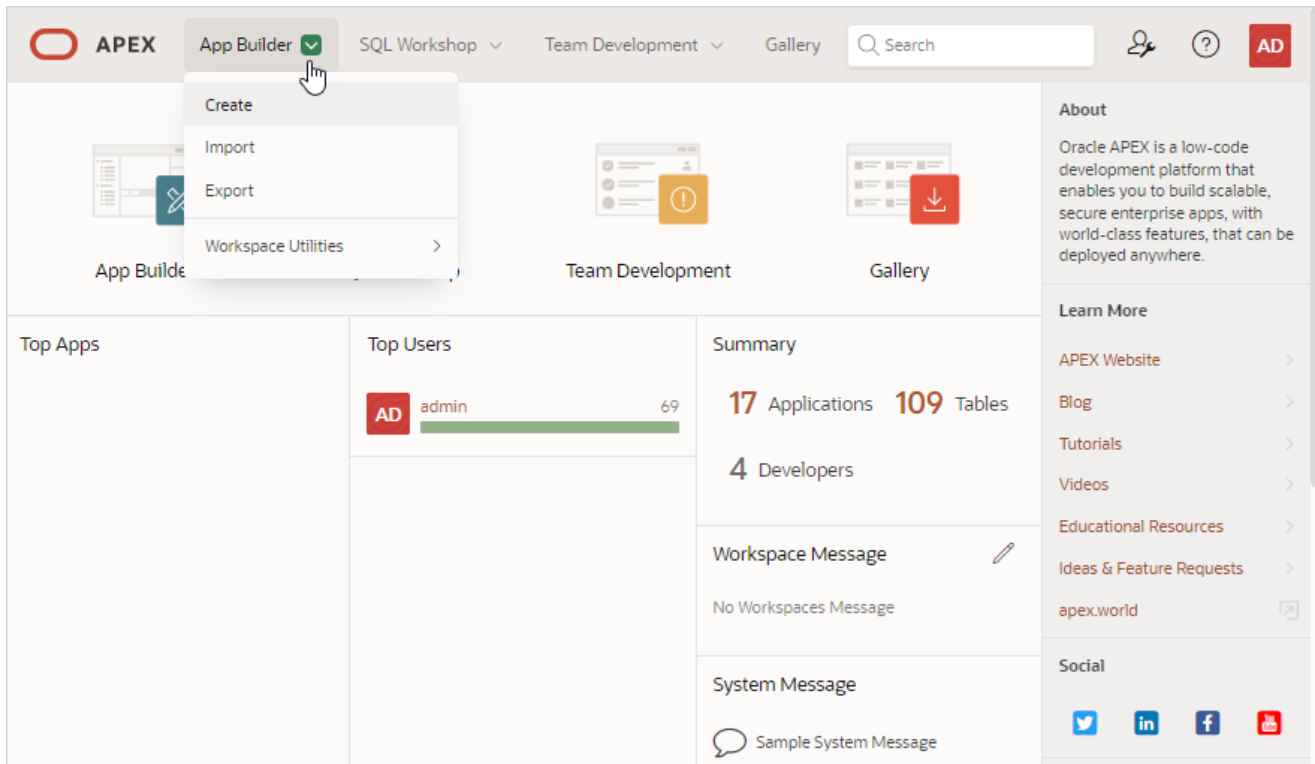 APEX
App Builder
SQL Workshop
Team Development
Gallery
Search
AD
Create
Import
Export
Workspace Utilities
App Builde
Team Development
Gallery
Top Apps
Top Users
AD
admin
69
Summary
17 Applications
109 Tables
4 Developers
Workspace Message
No Workspaces Message
System Message
Sample System Message
About
Oracle APEX is a low-code
development platform that
enables you to build scalable,
secure enterprise apps, with
world-class features, that can be
deployed anywhere.
Learn More
APEX Website
Blog
Tutorials
Videos
Educational Resources
Ideas & Feature Requests
apex.world
Social